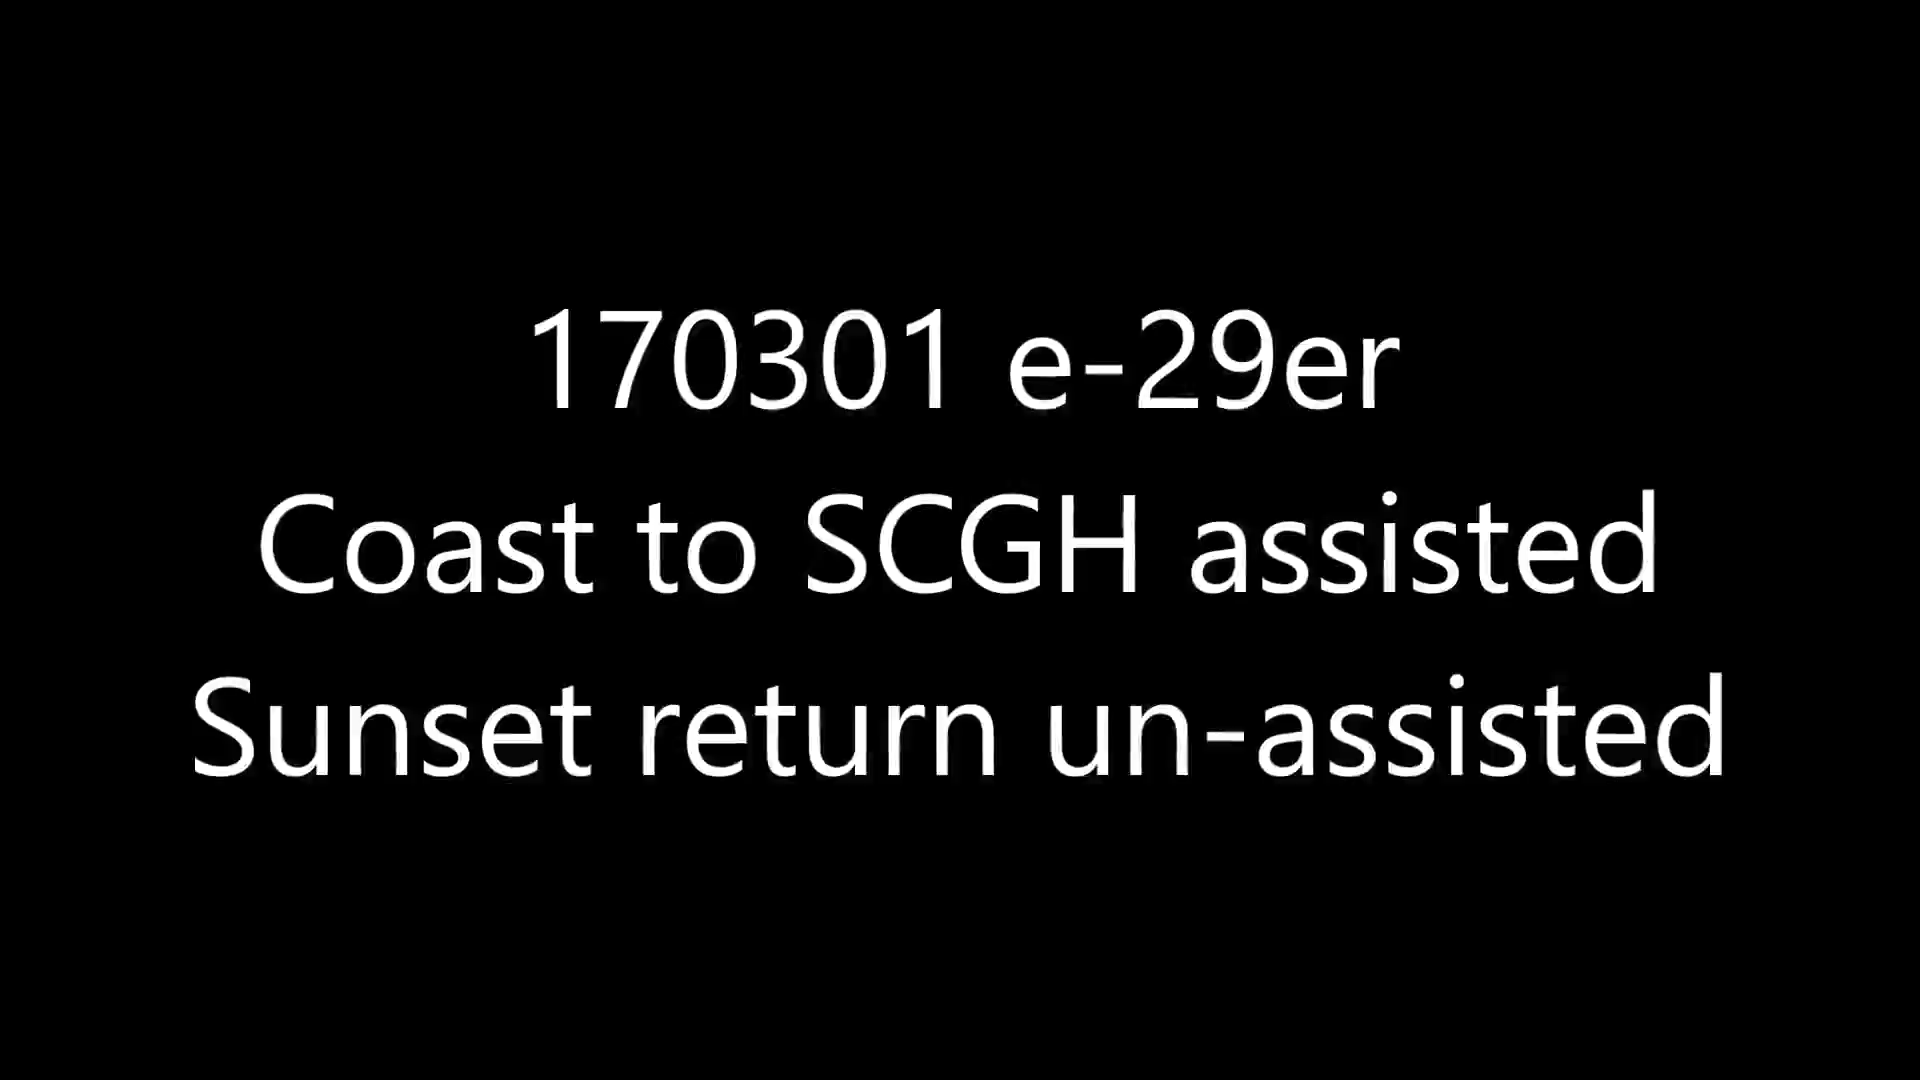 170301 e-29er
Coast to SCGH assisted
Sunset return un-assisted